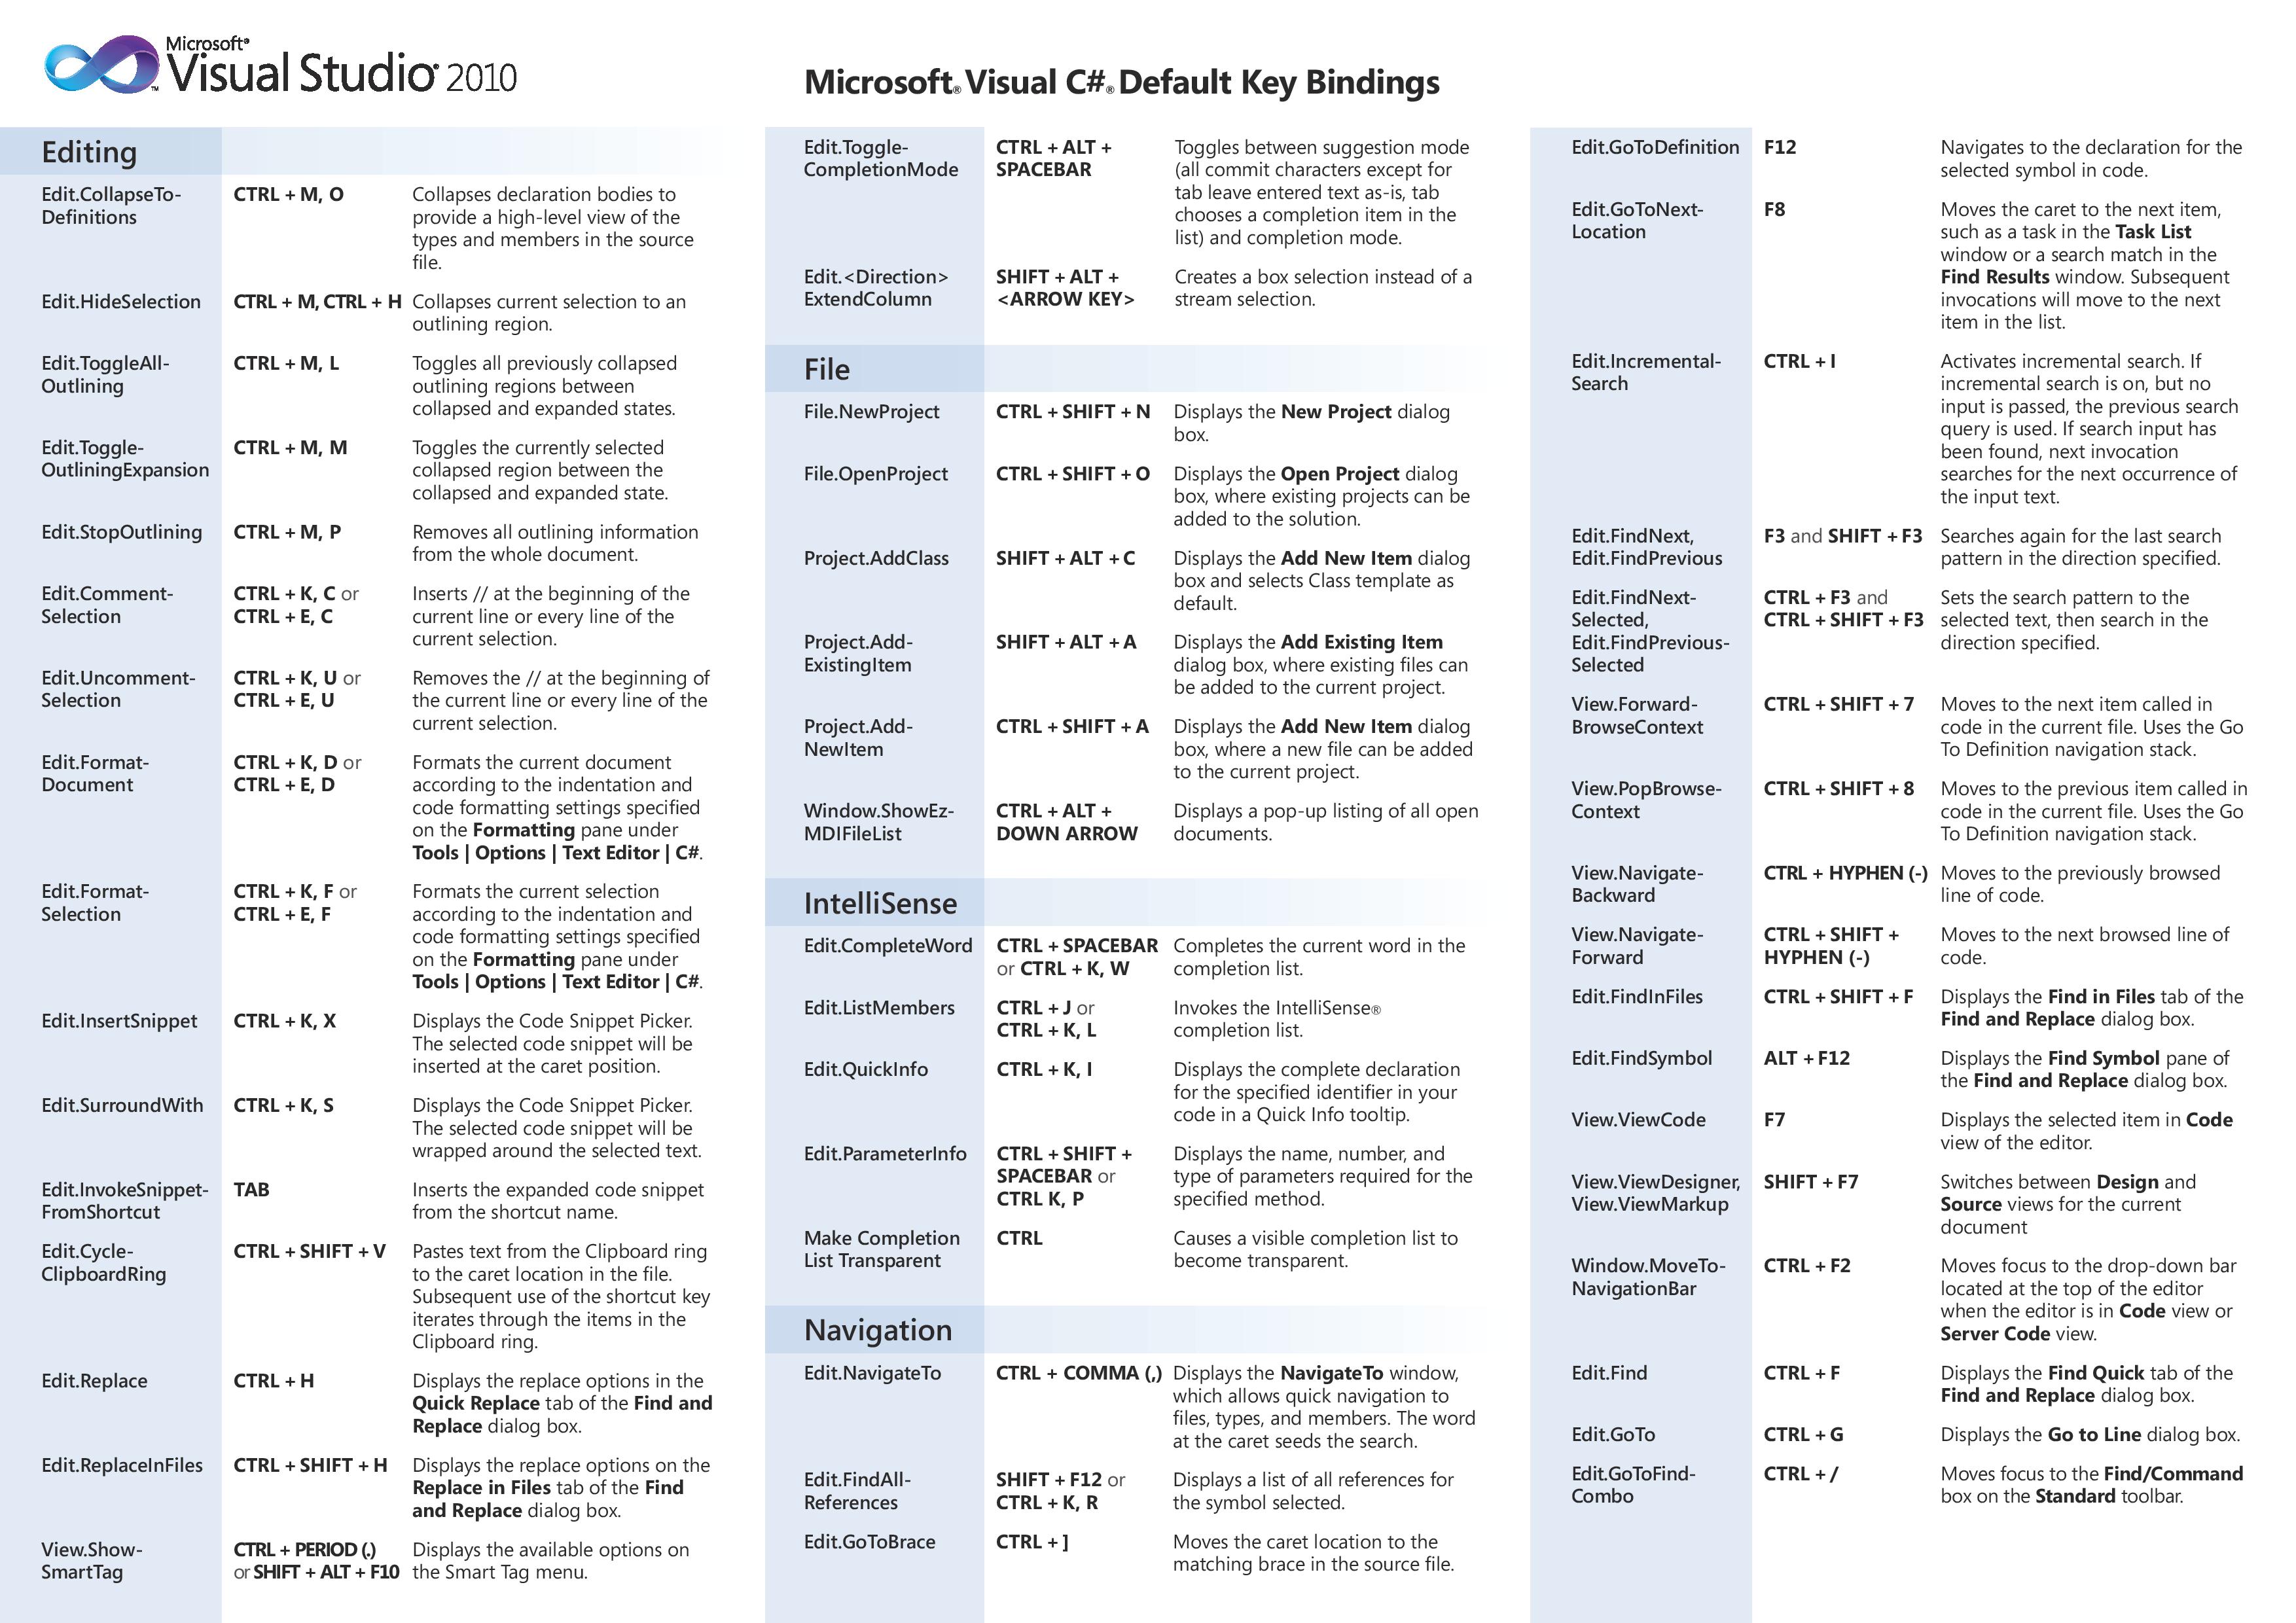 Microsoft®
Visual Studio® 2010
™
Microsoft® Visual C#® Default Key Bindings
Editing
Edit.CollapseTo- CTRL + M, O Collapses declaration bodies to
Definitions provide a high-level view of the
types and members in the source
file.
Edit.HideSelection CTRL + M, CTRL + H Collapses current selection to an
outlining region.
Edit.ToggleAll- CTRL + M, L Toggles all previously collapsed
Outlining outlining regions between
collapsed and expanded states.
Edit.Toggle- CTRL + M, M Toggles the currently selected
OutliningExpansion collapsed region between the
collapsed and expanded state.
Edit.StopOutlining CTRL + M, P Removes all outlining information
from the whole document.
Edit.Comment- CTRL + K, C or Inserts // at the beginning of the
Selection CTRL + E, C current line or every line of the
current selection.
Edit.Uncomment- CTRL + K, U or Removes the // at the beginning of
Selection CTRL + E, U the current line or every line of the
current selection.
Edit.Format- CTRL + K, D or Formats the current document
Document CTRL + E, D according to the indentation and
code formatting settings specified
on the Formatting pane under
Tools | Options | Text Editor | C#.
Edit.Format- CTRL + K, F or Formats the current selection
Selection CTRL + E, F according to the indentation and
code formatting settings specified
on the Formatting pane under
Tools | Options | Text Editor | C#.
Edit.InsertSnippet CTRL + K, X Displays the Code Snippet Picker.
The selected code snippet will be
inserted at the caret position.
Edit.SurroundWith CTRL + K, S Displays the Code Snippet Picker.
The selected code snippet will be
wrapped around the selected text.
Edit.InvokeSnippet- TAB Inserts the expanded code snippet
FromShortcut from the shortcut name.
Edit.Cycle- CTRL + SHIFT + V Pastes text from the Clipboard ring
ClipboardRing to the caret location in the file.
Subsequent use of the shortcut key
iterates through the items in the
Clipboard ring.
Edit.Replace CTRL + H Displays the replace options in the
Quick Replace tab of the Find and
Replace dialog box.
Edit.ReplaceInFiles CTRL + SHIFT + H Displays the replace options on the
Replace in Files tab of the Find
and Replace dialog box.
View.Show- CTRL + PERIOD (.) Displays the available options on
SmartTag or SHIFT + ALT + F10 the Smart Tag menu.
Edit.Toggle- CTRL + ALT + Toggles between suggestion mode
CompletionMode SPACEBAR (all commit characters except for
tab leave entered text as-is, tab
chooses a completion item in the
list) and completion mode.
Edit.<Direction> SHIFT + ALT + Creates a box selection instead of a
ExtendColumn <ARROW KEY> stream selection.
File
File.NewProject CTRL + SHIFT + N Displays the New Project dialog
box.
File.OpenProject CTRL + SHIFT + O Displays the Open Project dialog
box, where existing projects can be
added to the solution.
Project.AddClass SHIFT + ALT + C Displays the Add New Item dialog
box and selects Class template as
default.
Project.Add- SHIFT + ALT + A Displays the Add Existing Item
ExistingItem dialog box, where existing files can
be added to the current project.
Project.Add- CTRL + SHIFT + A Displays the Add New Item dialog
NewItem box, where a new file can be added
to the current project.
Window.ShowEz- CTRL + ALT + Displays a pop-up listing of all open
MDIFileList DOWN ARROW documents.
IntelliSense
Edit.CompleteWord CTRL + SPACEBAR Completes the current word in the
or CTRL + K, W completion list.
Edit.ListMembers CTRL + J or Invokes the IntelliSense®
CTRL + K, L completion list.
Edit.QuickInfo CTRL + K, I Displays the complete declaration
for the specified identifier in your
code in a Quick Info tooltip.
Edit.ParameterInfo CTRL + SHIFT + Displays the name, number, and
SPACEBAR or type of parameters required for the
CTRL K, P specified method.
Make Completion CTRL Causes a visible completion list to
List Transparent become transparent.
Navigation
Edit.NavigateTo CTRL + COMMA (,) Displays the NavigateTo window,
which allows quick navigation to
files, types, and members. The word
at the caret seeds the search.
Edit.FindAll- SHIFT + F12 or Displays a list of all references for
References CTRL + K, R the symbol selected.
Edit.GoToBrace CTRL + ] Moves the caret location to the
matching brace in the source file.
Edit.GoToDefinition F12 Navigates to the declaration for the
selected symbol in code.
Edit.GoToNext- F8 Moves the caret to the next item,
Location such as a task in the Task List
window or a search match in the
Find Results window. Subsequent
invocations will move to the next
item in the list.
Edit.Incremental- CTRL + I Activates incremental search. If
Search incremental search is on, but no
input is passed, the previous search
query is used. If search input has
been found, next invocation
searches for the next occurrence of
the input text.
Edit.FindNext, F3 and SHIFT + F3 Searches again for the last search
Edit.FindPrevious pattern in the direction specified.
Edit.FindNext- CTRL + F3 and Sets the search pattern to the
Selected, CTRL + SHIFT + F3 selected text, then search in the
Edit.FindPrevious- direction specified.
Selected
View.Forward- CTRL + SHIFT + 7 Moves to the next item called in
BrowseContext code in the current file. Uses the Go
To Definition navigation stack.
View.PopBrowse- CTRL + SHIFT + 8 Moves to the previous item called in
Context code in the current file. Uses the Go
To Definition navigation stack.
View.Navigate- CTRL + HYPHEN (-) Moves to the previously browsed
Backward line of code.
View.Navigate- CTRL + SHIFT + Moves to the next browsed line of
Forward HYPHEN (-) code.
Edit.FindInFiles CTRL + SHIFT + F Displays the Find in Files tab of the
Find and Replace dialog box.
Edit.FindSymbol ALT + F12 Displays the Find Symbol pane of
the Find and Replace dialog box.
View.ViewCode F7 Displays the selected item in Code
view of the editor.
View.ViewDesigner, SHIFT + F7 Switches between Design and
View.ViewMarkup Source views for the current
document
Window.MoveTo- CTRL + F2 Moves focus to the drop-down bar
NavigationBar located at the top of the editor
when the editor is in Code view or
Server Code view.
Edit.Find CTRL + F Displays the Find Quick tab of the
Find and Replace dialog box.
Edit.GoTo CTRL + G Displays the Go to Line dialog box.
Edit.GoToFind- CTRL + / Moves focus to the Find/Command
Combo box on the Standard toolbar.